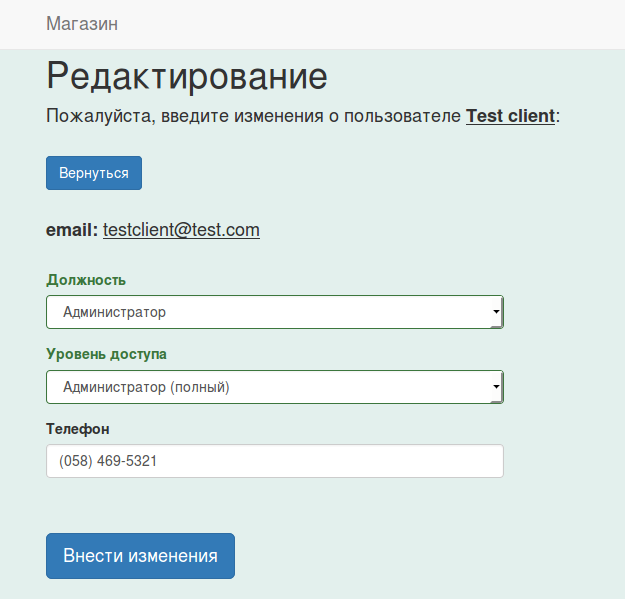 Магазин
Редактирование
Пожалуйста, введите изменения о пользователе Test client:
Вернуться
email: testclient@test.com
Должность
Администратор
Уровень доступа
Администратор (полный)
Телефон
(058) 469-5321
Внести изменения